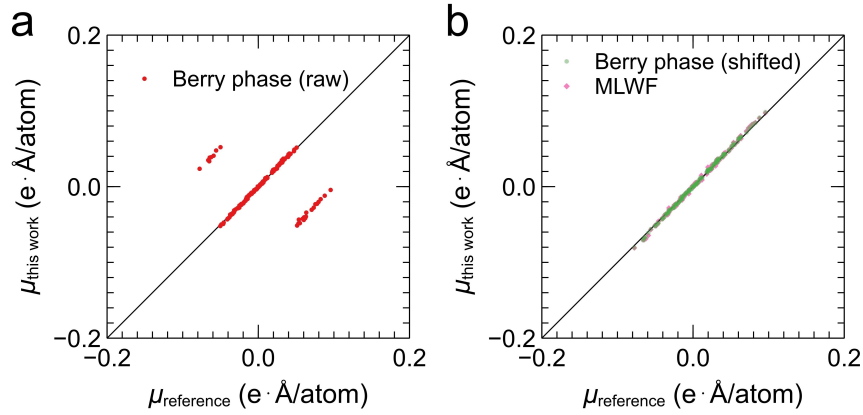 a
0.2
0.0
−0.2
−0.2
0.0
0.2
μthis work (e · Å/atom)
μreference (e · Å/atom)
Berry phase (raw)
b
0.2
0.0
−0.2
−0.2
0.0
0.2
μthis work (e · Å/atom)
μreference (e · Å/atom)
Berry phase (shifted)
MLWF